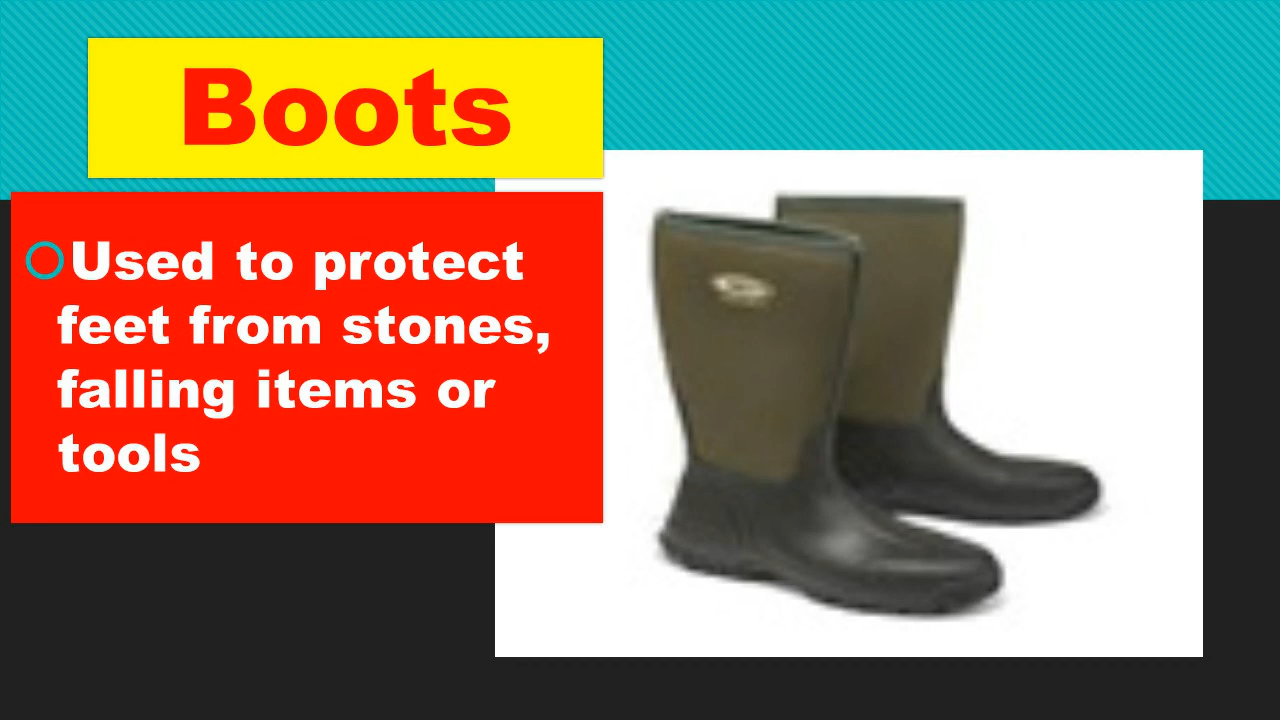 Boots
Used to protect
feet from stones,
falling items or
tools